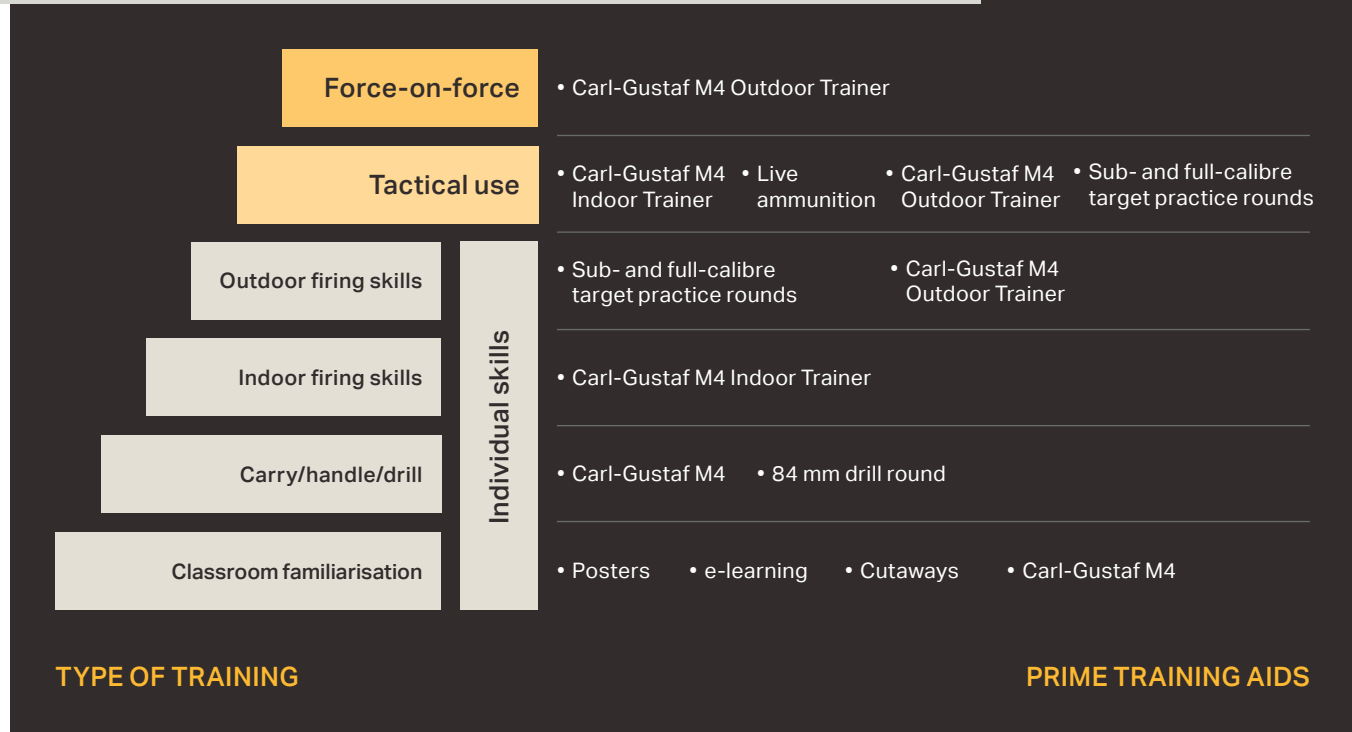 Force-on-force
• Carl-Gustaf M4 Outdoor Trainer
Tactical use
• Carl-Gustaf M4
Indoor Trainer
• Live
ammunition
• Carl-Gustaf M4
Outdoor Trainer
• Sub- and full-calibre
target practice rounds
Individual skills
Outdoor firing skills
• Sub- and full-calibre
target practice rounds
• Carl-Gustaf M4
Outdoor Trainer
Indoor firing skills
• Carl-Gustaf M4 Indoor Trainer
Carry/handle/drill
• Carl-Gustaf M4
• 84 mm drill round
Classroom familiarisation
• Posters
• e-learning
• Cutaways
• Carl-Gustaf M4
TYPE OF TRAINING
PRIME TRAINING AIDS